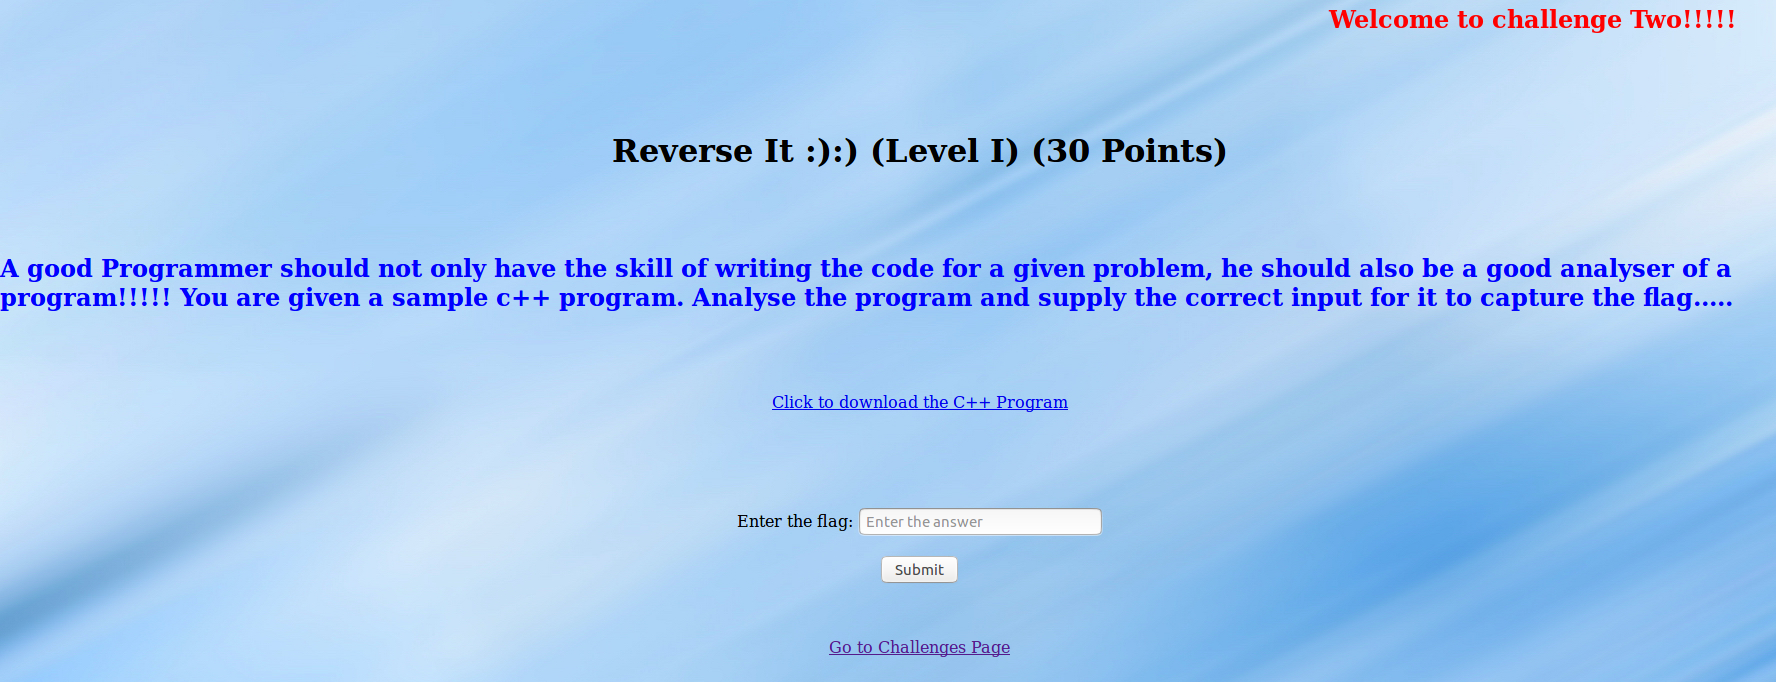 Welcome to challenge Two!!!!!
Reverse It :):) (Level I) (30 Points)
A good Programmer should not only have the skill of writing the code for a given problem, he should also be a good analyser of a
program!!!!! You are given a sample c++ program. Analyse the program and supply the correct input for it to capture the flag.....
Click to download the C++ Program
Enter the flag: Enter the answer
Submit
Go to Challenges Page